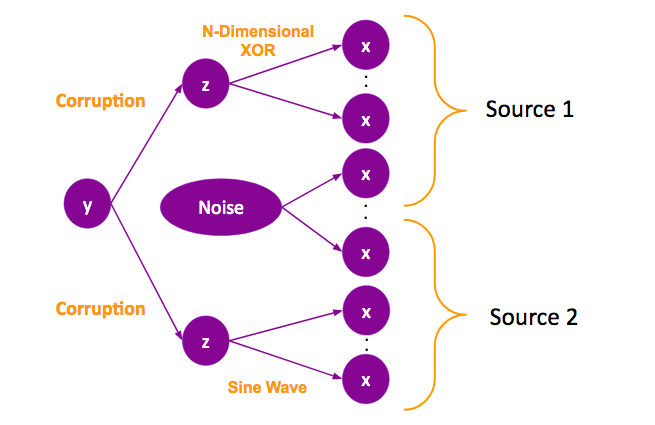 N-Dimensional
XOR
x
z
Corruption
x
Source 1
x
y
Noise
x
Corruption
x
Source 2
z
x
Sine Wave